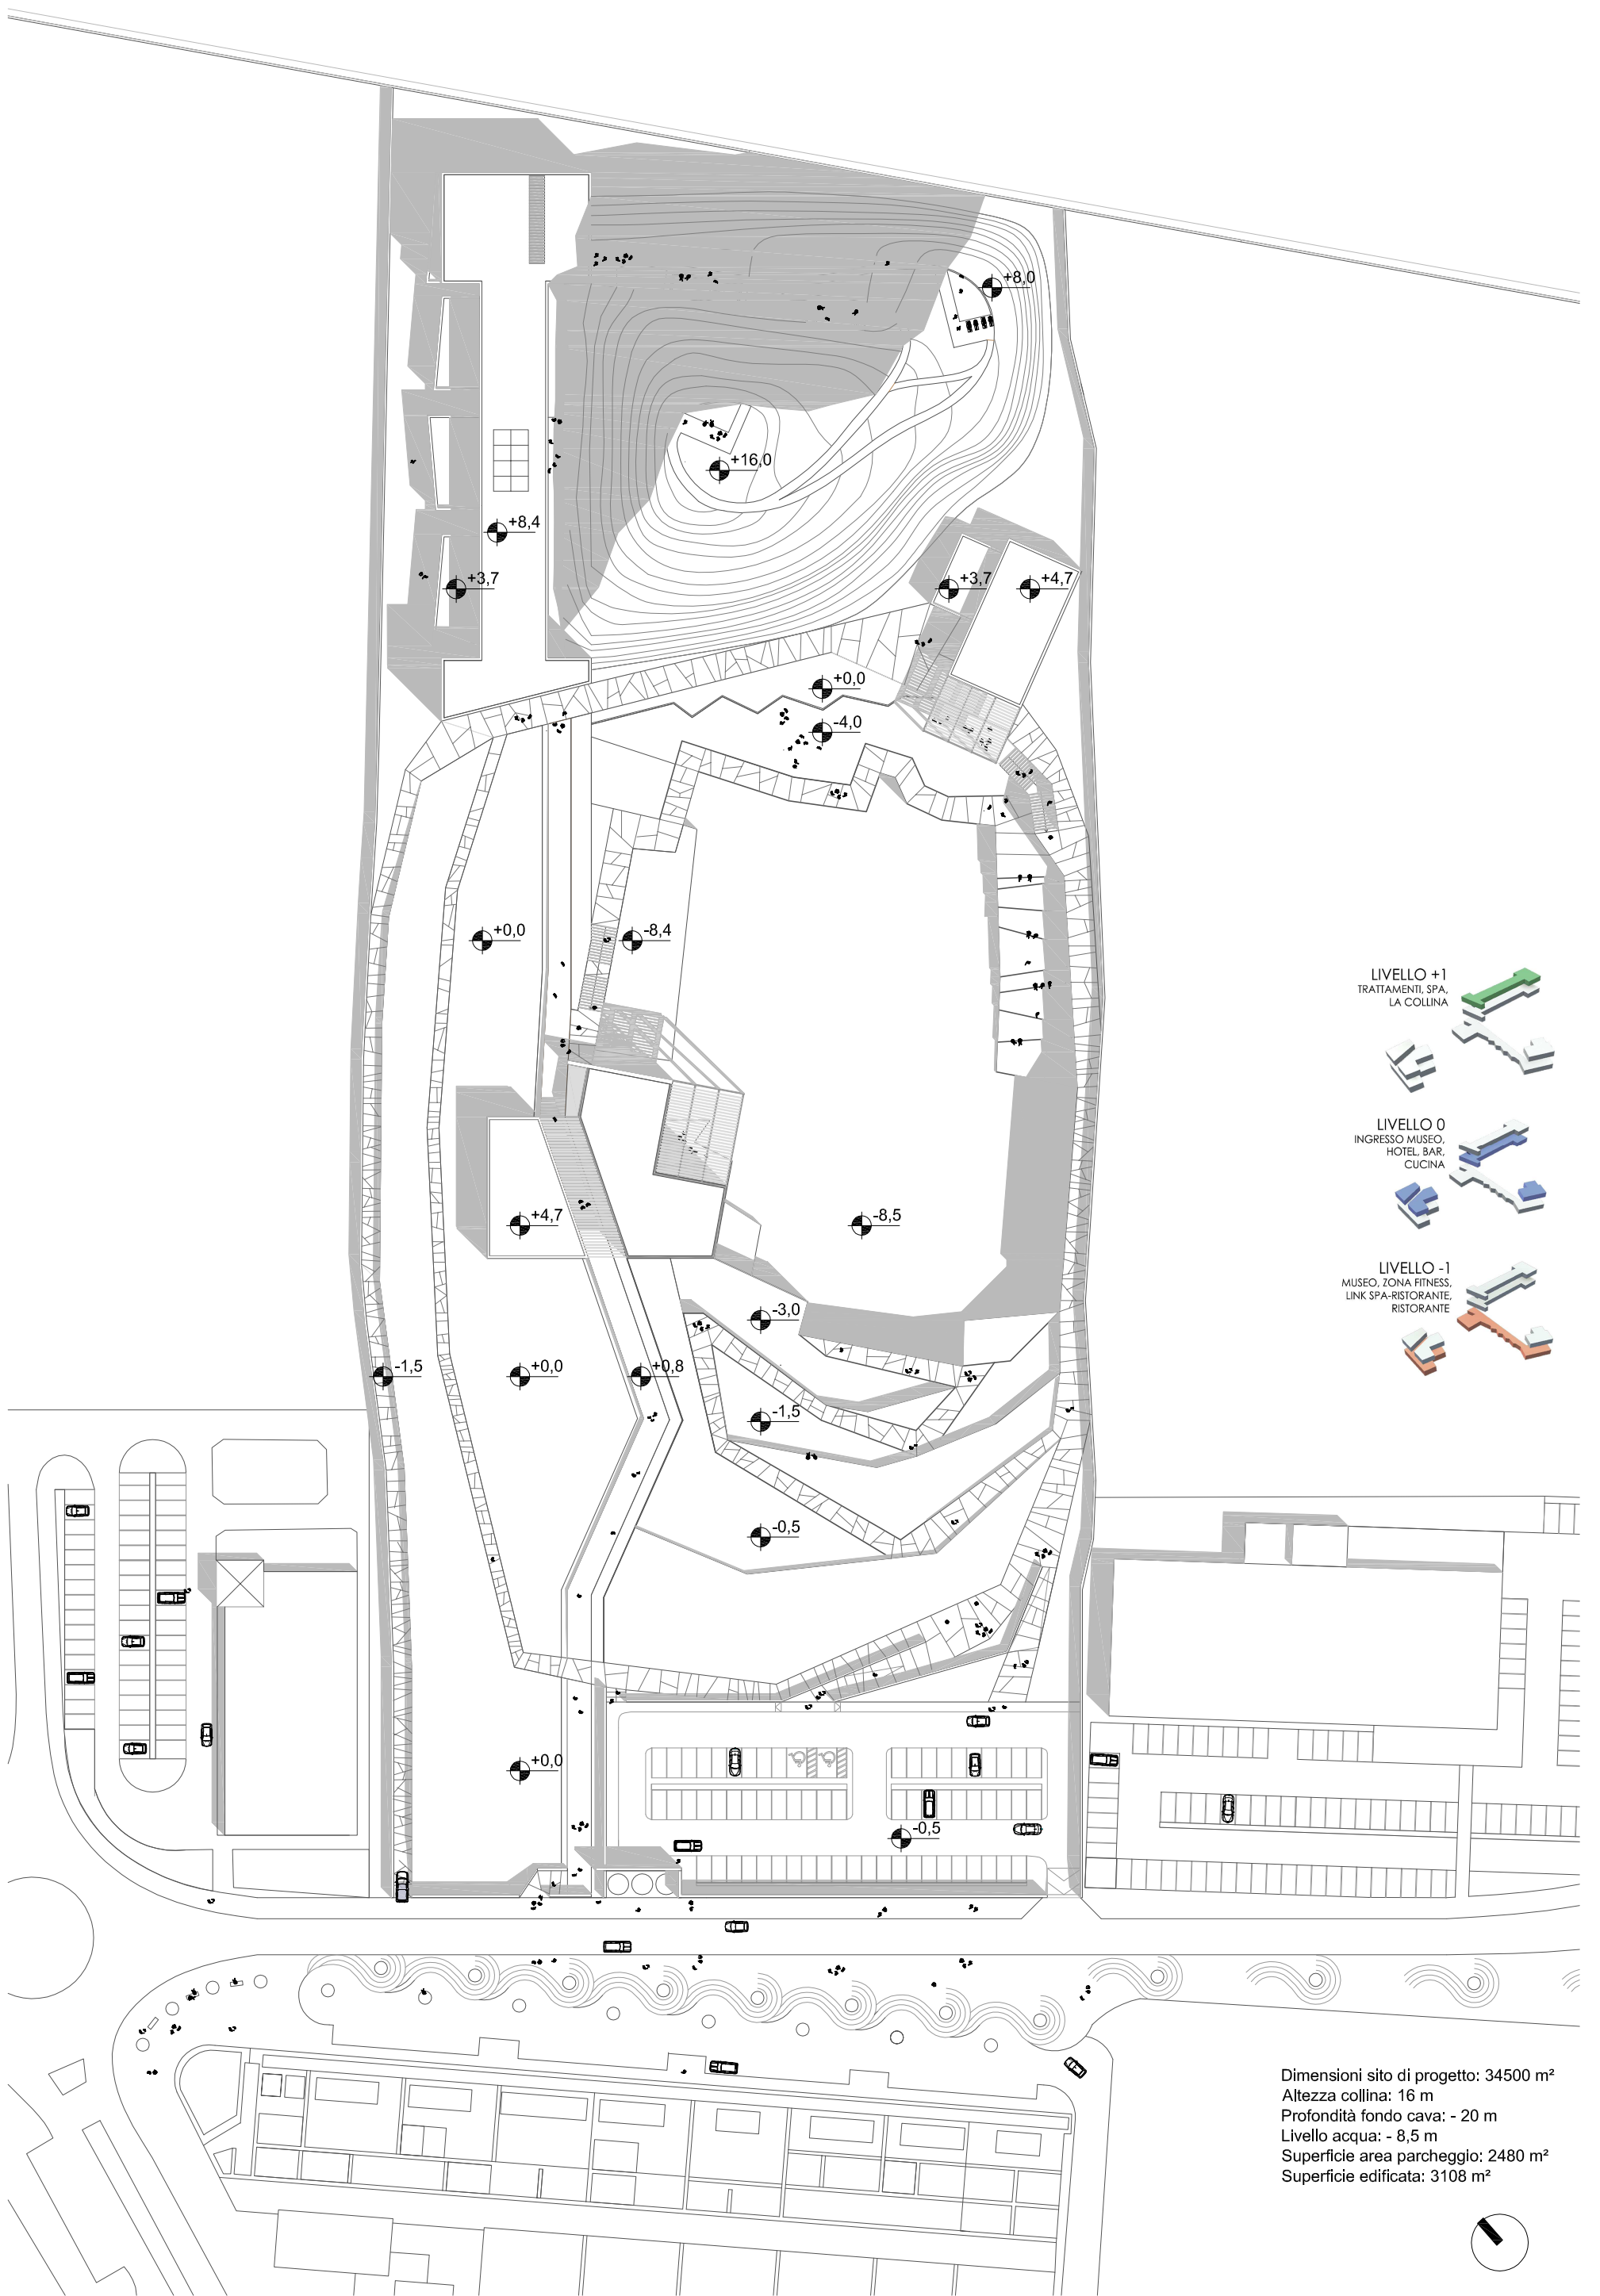 +8,0
+16,0
+8,4
+3,7
+3,7
+4,7
+0,0
-4,0
+0,0
-8,4
LIVELLO +1
TRATTAMENTI, SPA,
LA COLLINA
LIVELLO 0
INGRESSO MUSEO,
HOTEL, BAR,
CUCINA
+4,7
-8,5
LIVELLO -1
MUSEO, ZONA FITNESS,
LINK SPA-RISTORANTE,
RISTORANTE
-3,0
-1,5
+0,0
+0,8
-1,5
-0,5
+0,0
-0,5
Dimensioni sito di progetto: 34500 m²
Altezza collina: 16 m
Profondità fondo cava: - 20 m
Livello acqua: - 8,5 m
Superficie area parcheggio: 2480 m²
Superficie edificata: 3108 m²